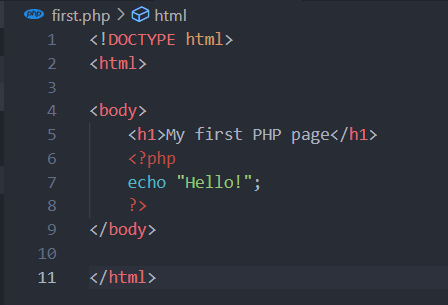 php first.php > html
1 <!DOCTYPE html>
2 <html>
3
4 <body>
5 <h1>My first PHP page</h1>
6 <?php
7 echo "Hello!";
8 ?>
9 </body>
10
11 </html>